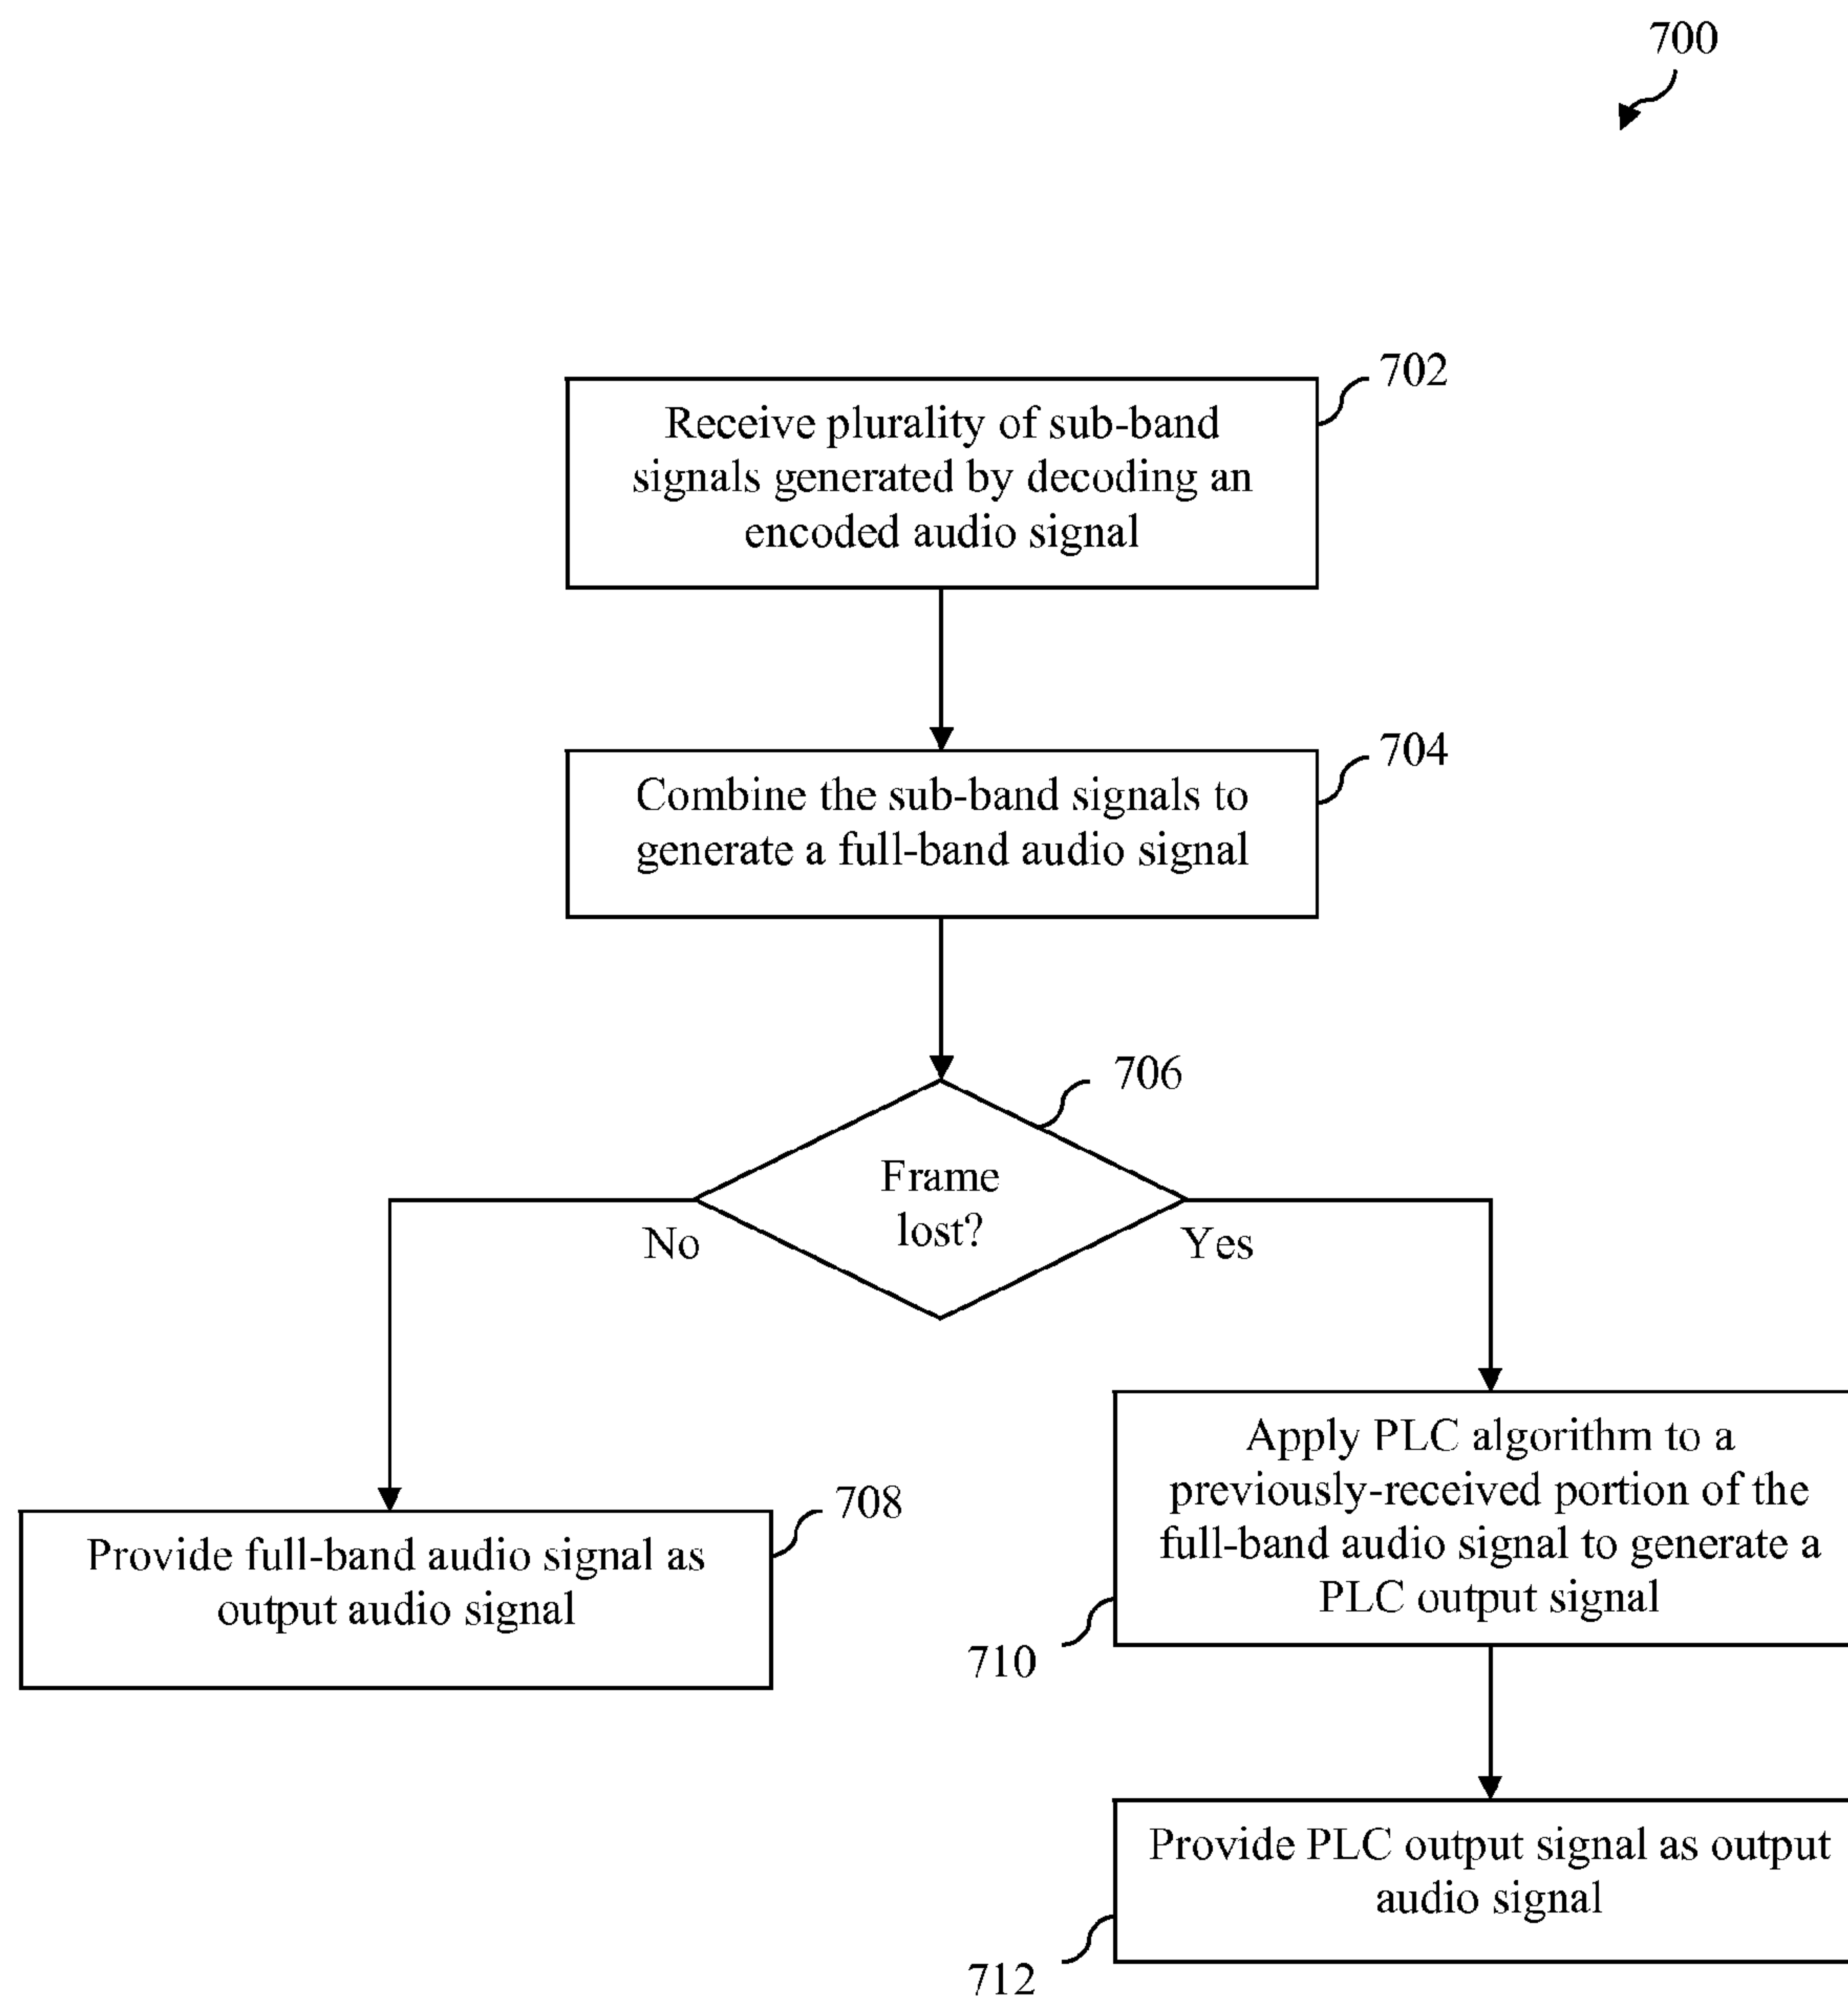 700
702
Receive plurality of sub-band
signals generated by decoding an
encoded audio signal
704
Combine the sub-band signals to
generate a full-band audio signal
706
Frame
lost?
No
Yes
708
Provide full-band audio signal as
output audio signal
Apply PLC algorithm to a
previously-received portion of the
full-band audio signal to generate a
PLC output signal
710
Provide PLC output signal as output
audio signal
712